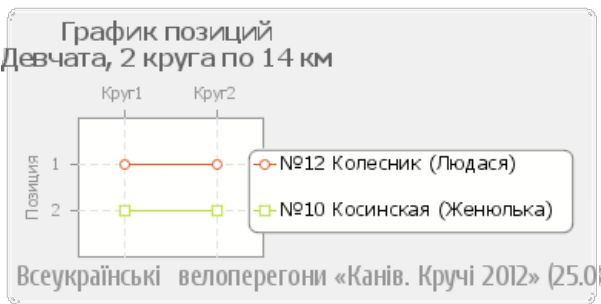 График позиций
Девчата, 2 круга по 14 км
Круг1 Круг2
Позиция
1
№12 Колесник (Людася)
2
№10 Косинская (Женюлька)
Всеукраїнські велоперегони «Канів. Кручі 2012»